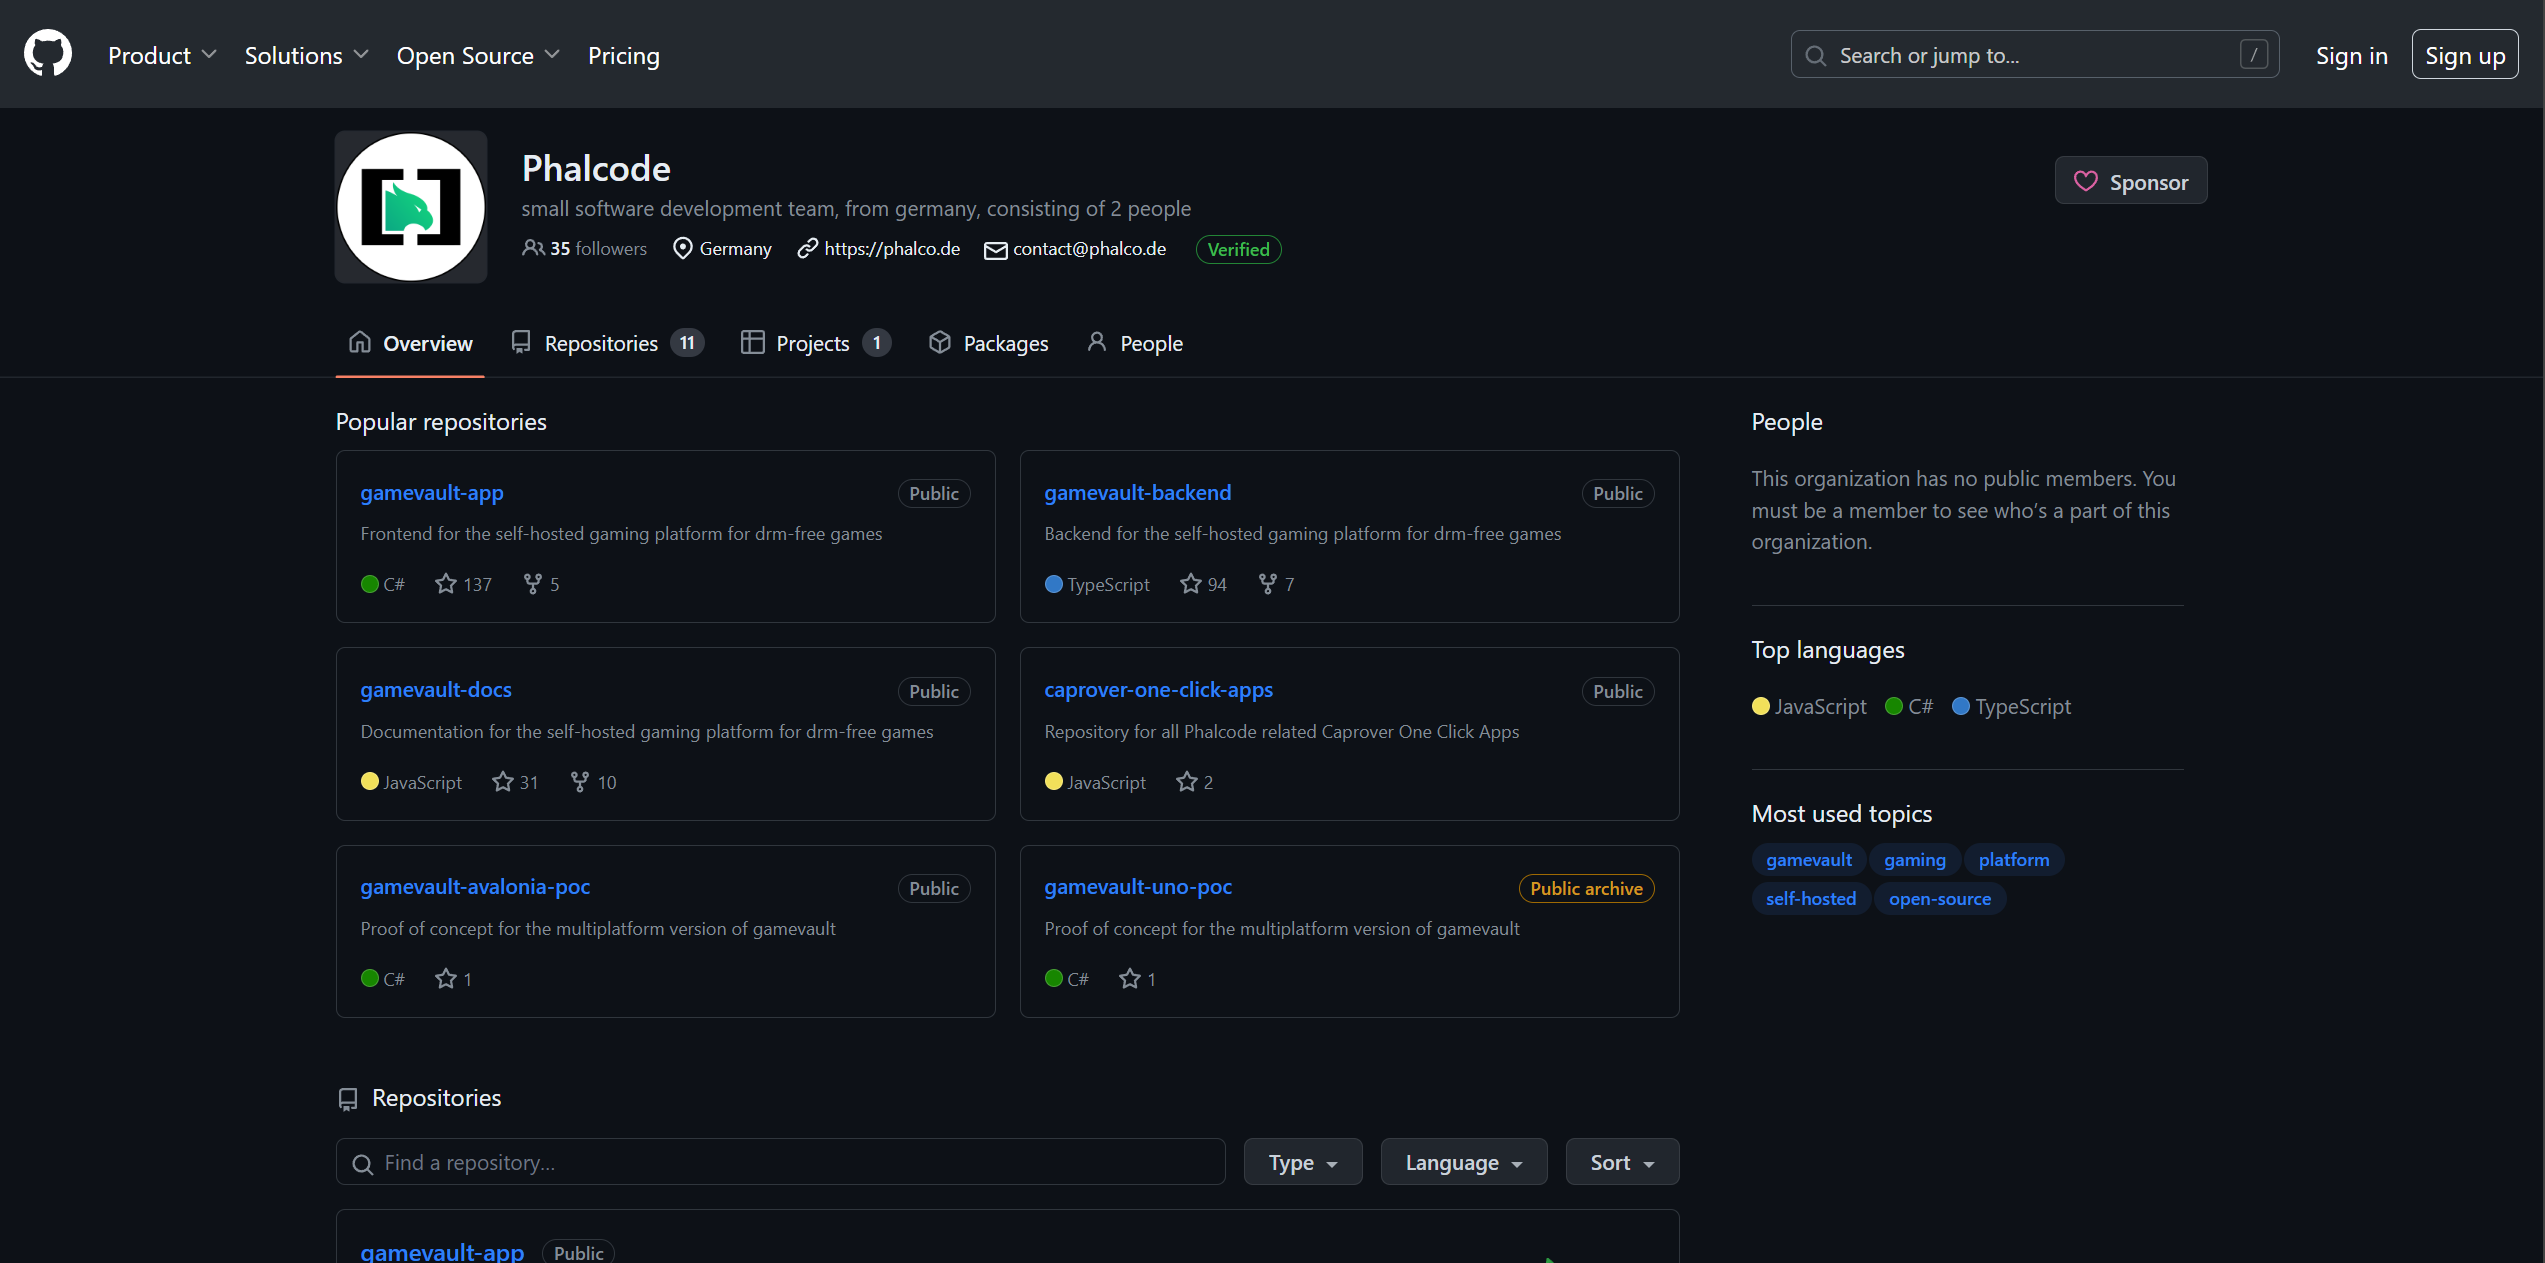 Product Solutions Open Source Pricing Search or jump to... / Sign in Sign up
Phalcode
small software development team, from germany, consisting of 2 people
35 followers Germany https://phalco.de contact@phalco.de Verified
Sponsor
Overview Repositories 11 Projects 1 Packages People
Popular repositories
gamevault-app Public
Frontend for the self-hosted gaming platform for drm-free games
C# 137 5
gamevault-backend Public
Backend for the self-hosted gaming platform for drm-free games
TypeScript 94 7
gamevault-docs Public
Documentation for the self-hosted gaming platform for drm-free games
JavaScript 31 10
caprover-one-click-apps Public
Repository for all Phalcode related Caprover One Click Apps
JavaScript 2
gamevault-avalonia-poc Public
Proof of concept for the multiplatform version of gamevault
C# 1
gamevault-uno-poc Public archive
Proof of concept for the multiplatform version of gamevault
C# 1
Repositories
Find a repository... Type Language Sort
gamevault-app Public
People
This organization has no public members. You
must be a member to see who’s a part of this
organization.
Top languages
JavaScript C# TypeScript
Most used topics
gamevault gaming platform
self-hosted open-source